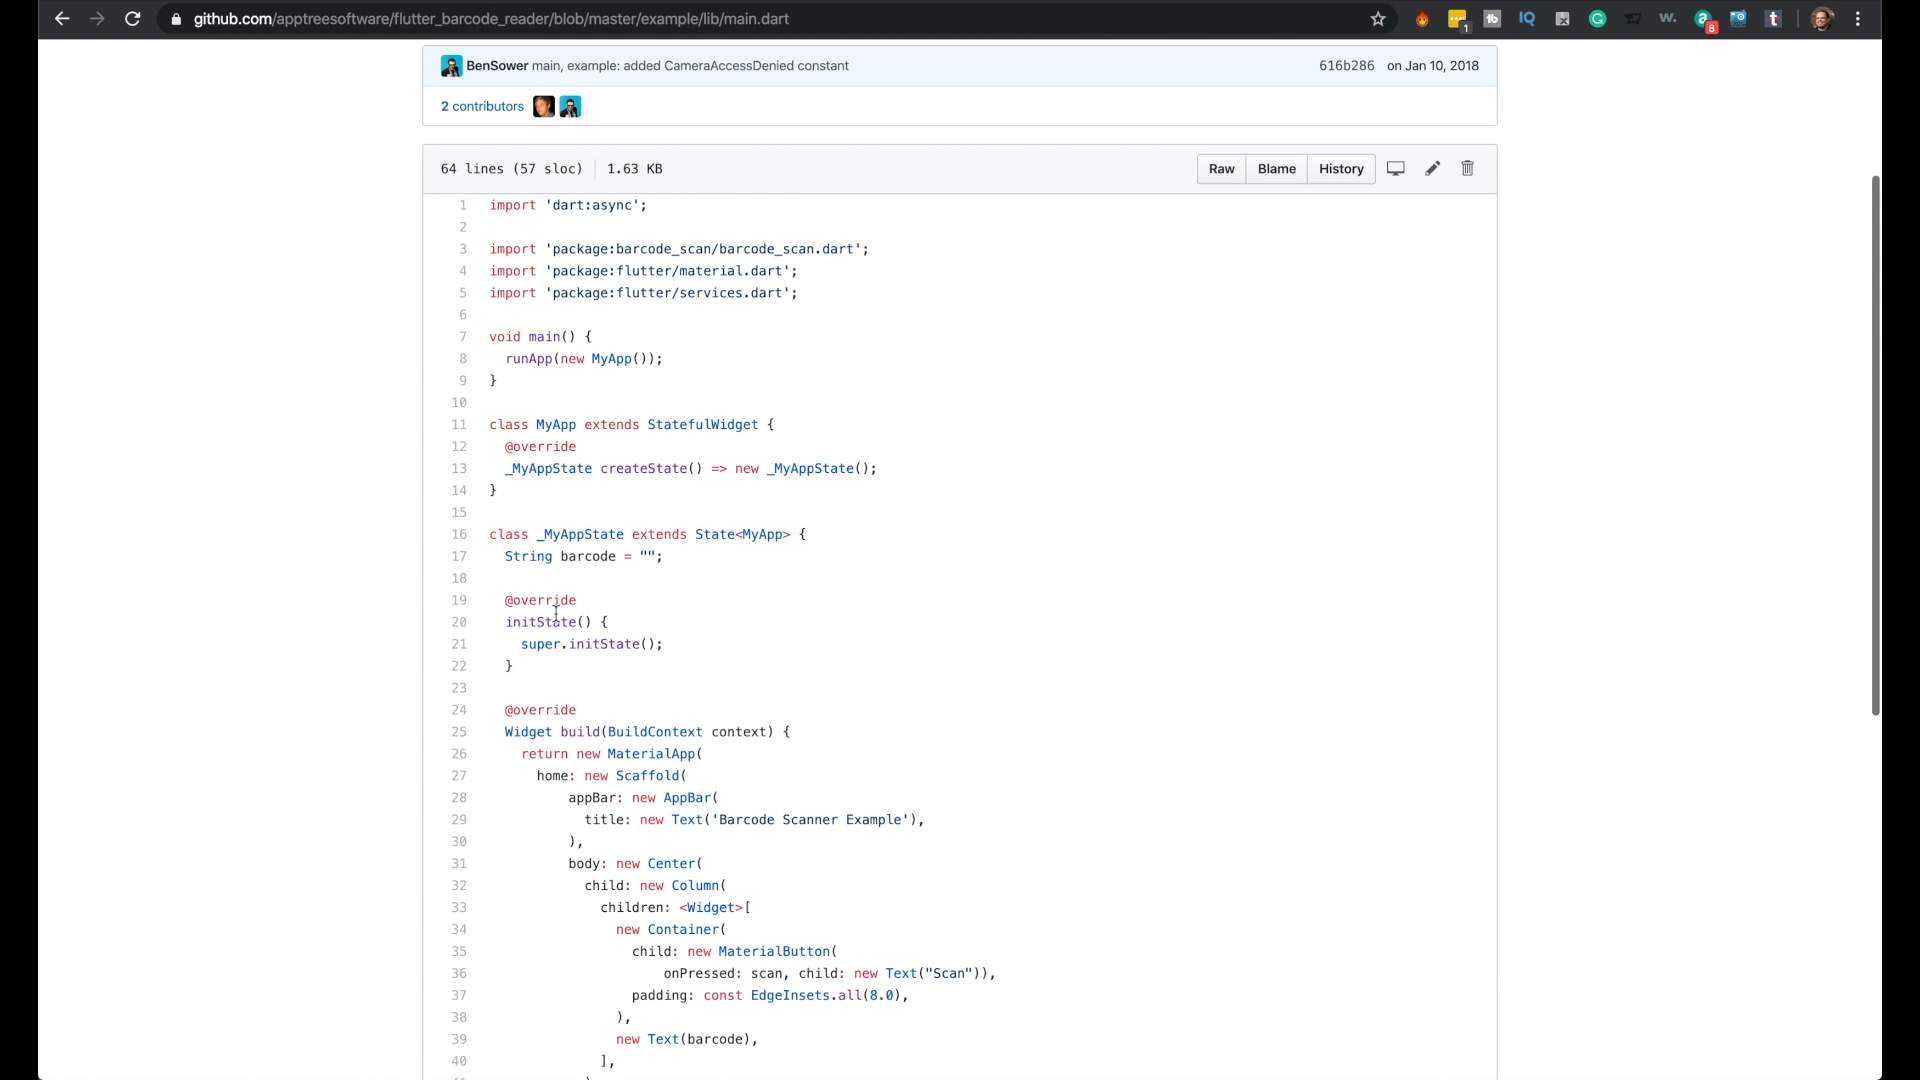 github.com/apptreesoftware/flutter_barcode_reader/blob/master/example/lib/main.dart
1
tb
IQ
x
G
w.
a
8
t
BenSower main, example: added CameraAccessDenied constant
616b286 on Jan 10, 2018
2 contributors
64 lines (57 sloc) 1.63 KB
Raw Blame History
1 import 'dart:async';
2
3 import 'package:barcode_scan/barcode_scan.dart';
4 import 'package:flutter/material.dart';
5 import 'package:flutter/services.dart';
6
7 void main() {
8 runApp(new MyApp());
9 }
10
11 class MyApp extends StatefulWidget {
12 @override
13 _MyAppState createState() => new _MyAppState();
14 }
15
16 class _MyAppState extends State<MyApp> {
17 String barcode = "";
18
19 @override
20 initState() {
21 super.initState();
22 }
23
24 @override
25 Widget build(BuildContext context) {
26 return new MaterialApp(
27 home: new Scaffold(
28 appBar: new AppBar(
29 title: new Text('Barcode Scanner Example'),
30 ),
31 body: new Center(
32 child: new Column(
33 children: <Widget>[
34 new Container(
35 child: new MaterialButton(
36 onPressed: scan, child: new Text("Scan")),
37 padding: const EdgeInsets.all(8.0),
38 ),
39 new Text(barcode),
40 ],